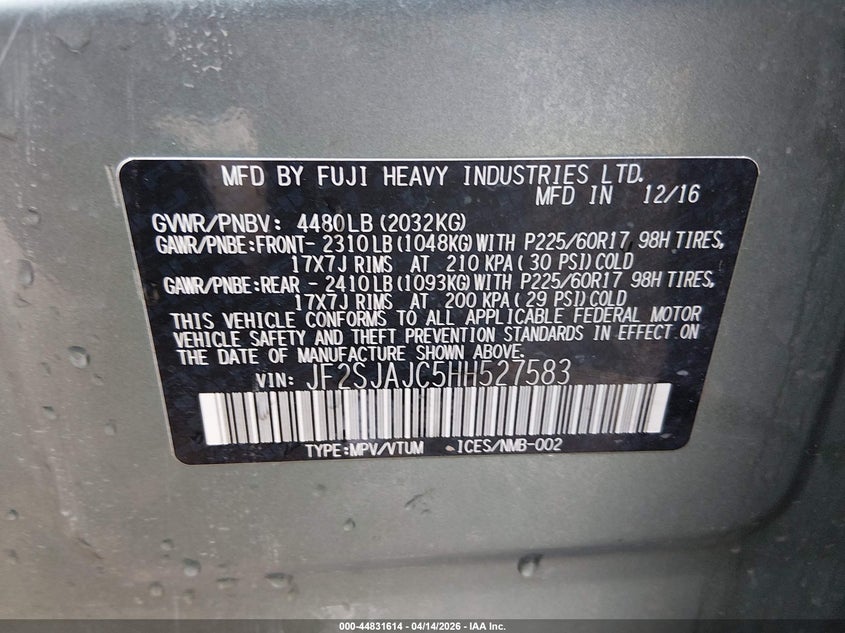 MFD BY FUJI HEAVY INDUSTRIES LTD.
MFD IN 12/16
GVWR/PNBV: 4480LB (2032KG)
GAWR/PNBE:FRONT- 2310LB (1048KG) WITH P225/60R17 98H TIRES,
17X7J RIMS AT 210 KPA ( 30 PSI) COLD
GAWR/PNBE:REAR - 2410LB (1093KG) WITH P225/60R17 98H TIRES,
17X7J RIMS AT 200 KPA ( 29 PSI) COLD
THIS VEHICLE CONFORMS TO ALL APPLICABLE FEDERAL MOTOR
VEHICLE SAFETY AND THEFT PREVENTION STANDARDS IN EFFECT ON
THE DATE OF MANUFACTURE SHOWN ABOVE.
VIN: JF2SJAJC5HH527583
TYPE:MPV/VTUM ICES/NMB-002
000-44831614 - 04/14/2026 - IAA Inc.